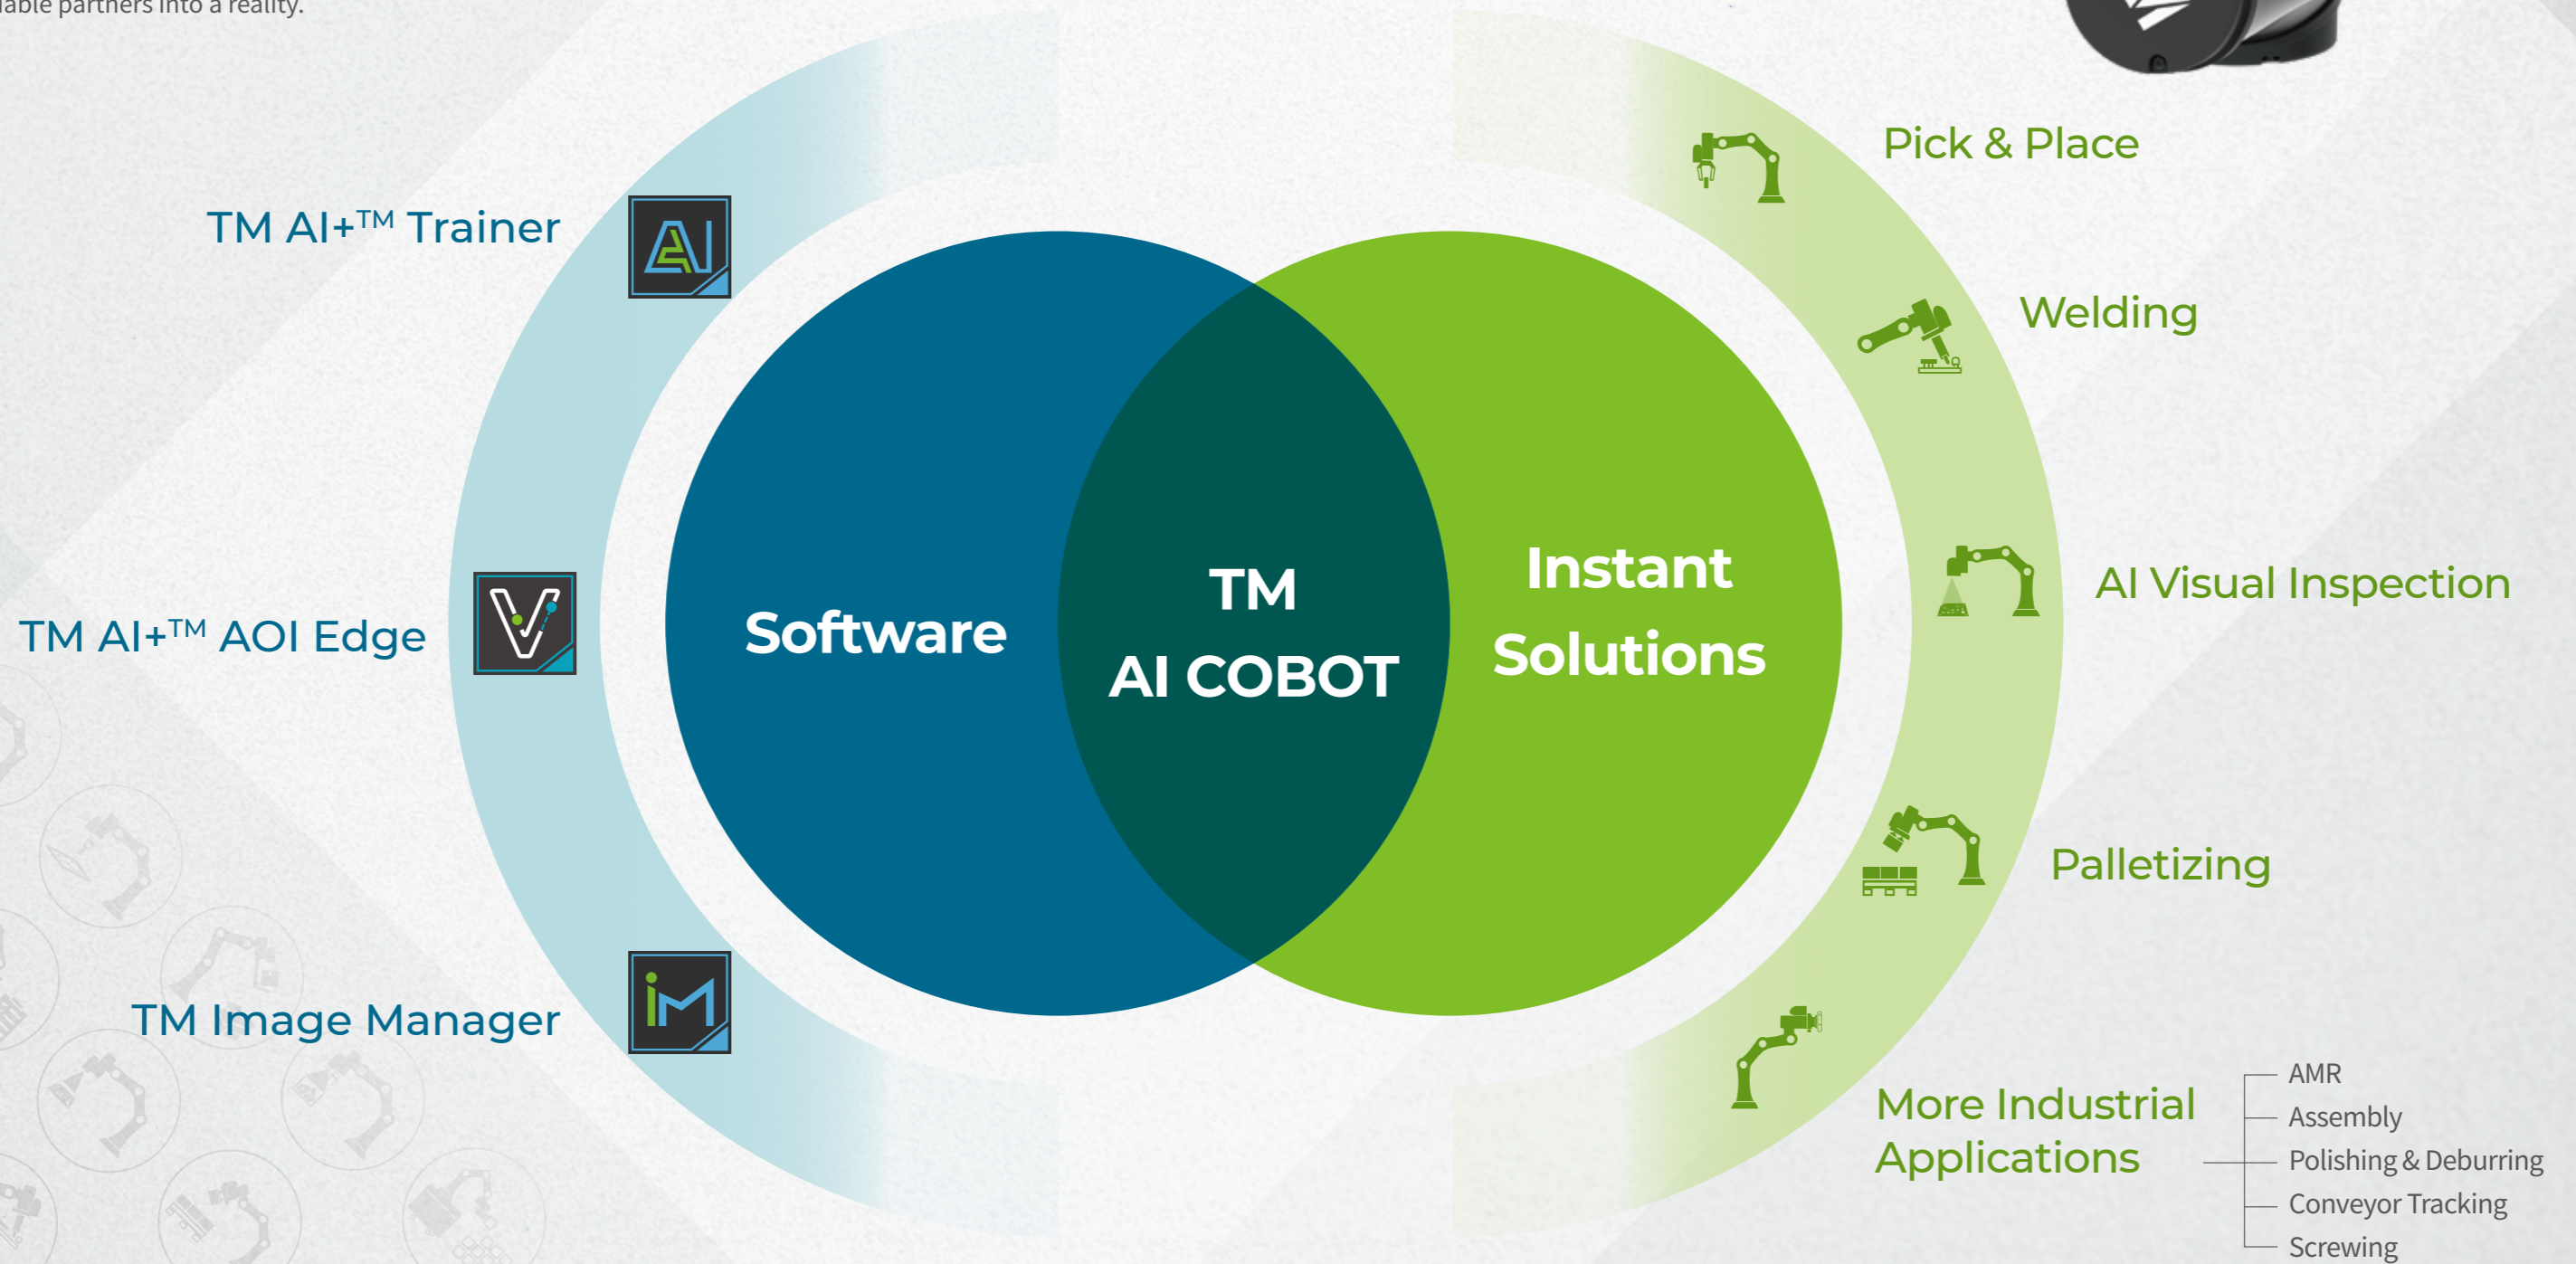 partners into a reality.
TM AI+™ Trainer
TM AI+™ AOI Edge
TM Image Manager
Software
TM
AI COBOT
Instant
Solutions
Pick & Place
Welding
AI Visual Inspection
Palletizing
More Industrial
Applications
AMR
Assembly
Polishing & Deburring
Conveyor Tracking
Screwing